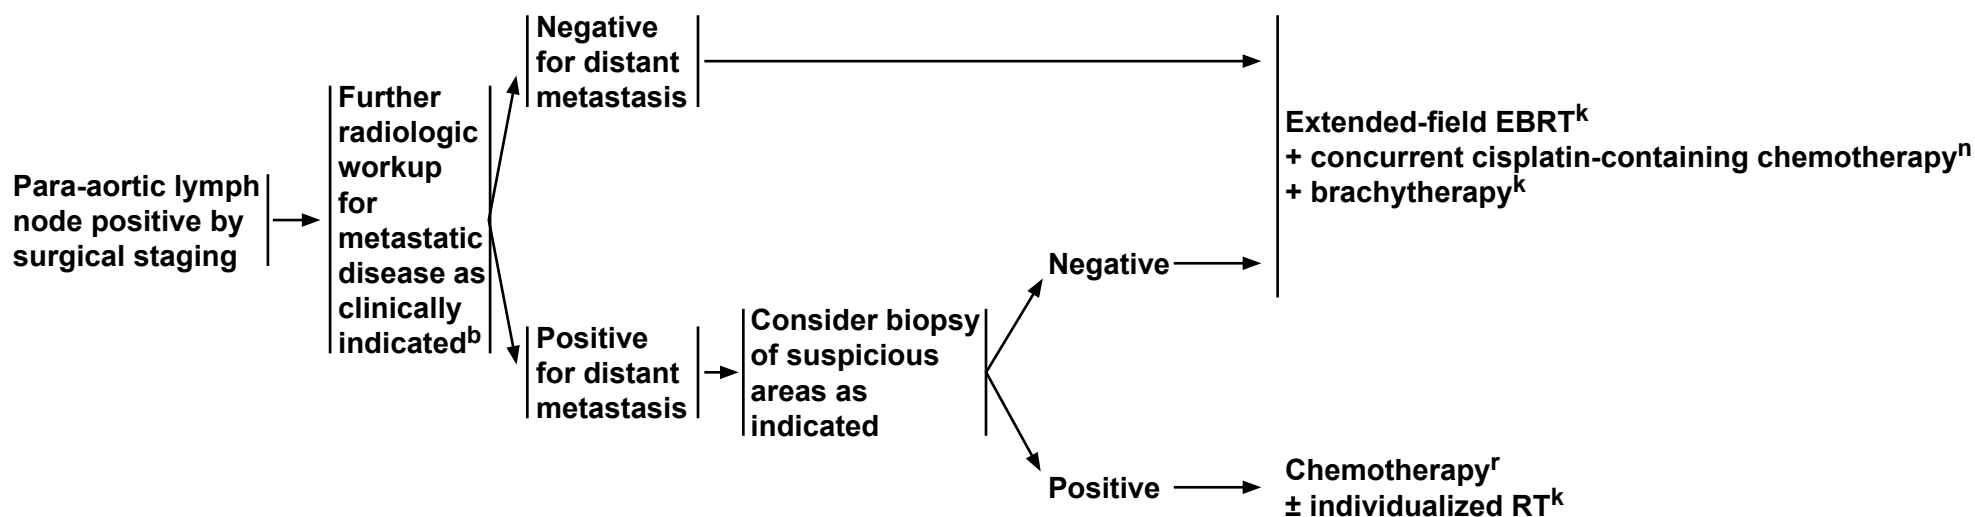 Para-aortic lymph
node positive by
surgical staging
Further
radiologic
workup
for
metastatic
disease as
clinically
indicatedᵇ
Negative
for distant
metastasis
Positive
for distant
metastasis
Consider biopsy
of suspicious
areas as
indicated
Negative
Positive
Extended-field EBRTᵏ
+ concurrent cisplatin-containing chemotherapyⁿ
+ brachytherapyᵏ
Chemotherapyʳ
± individualized RTᵏ